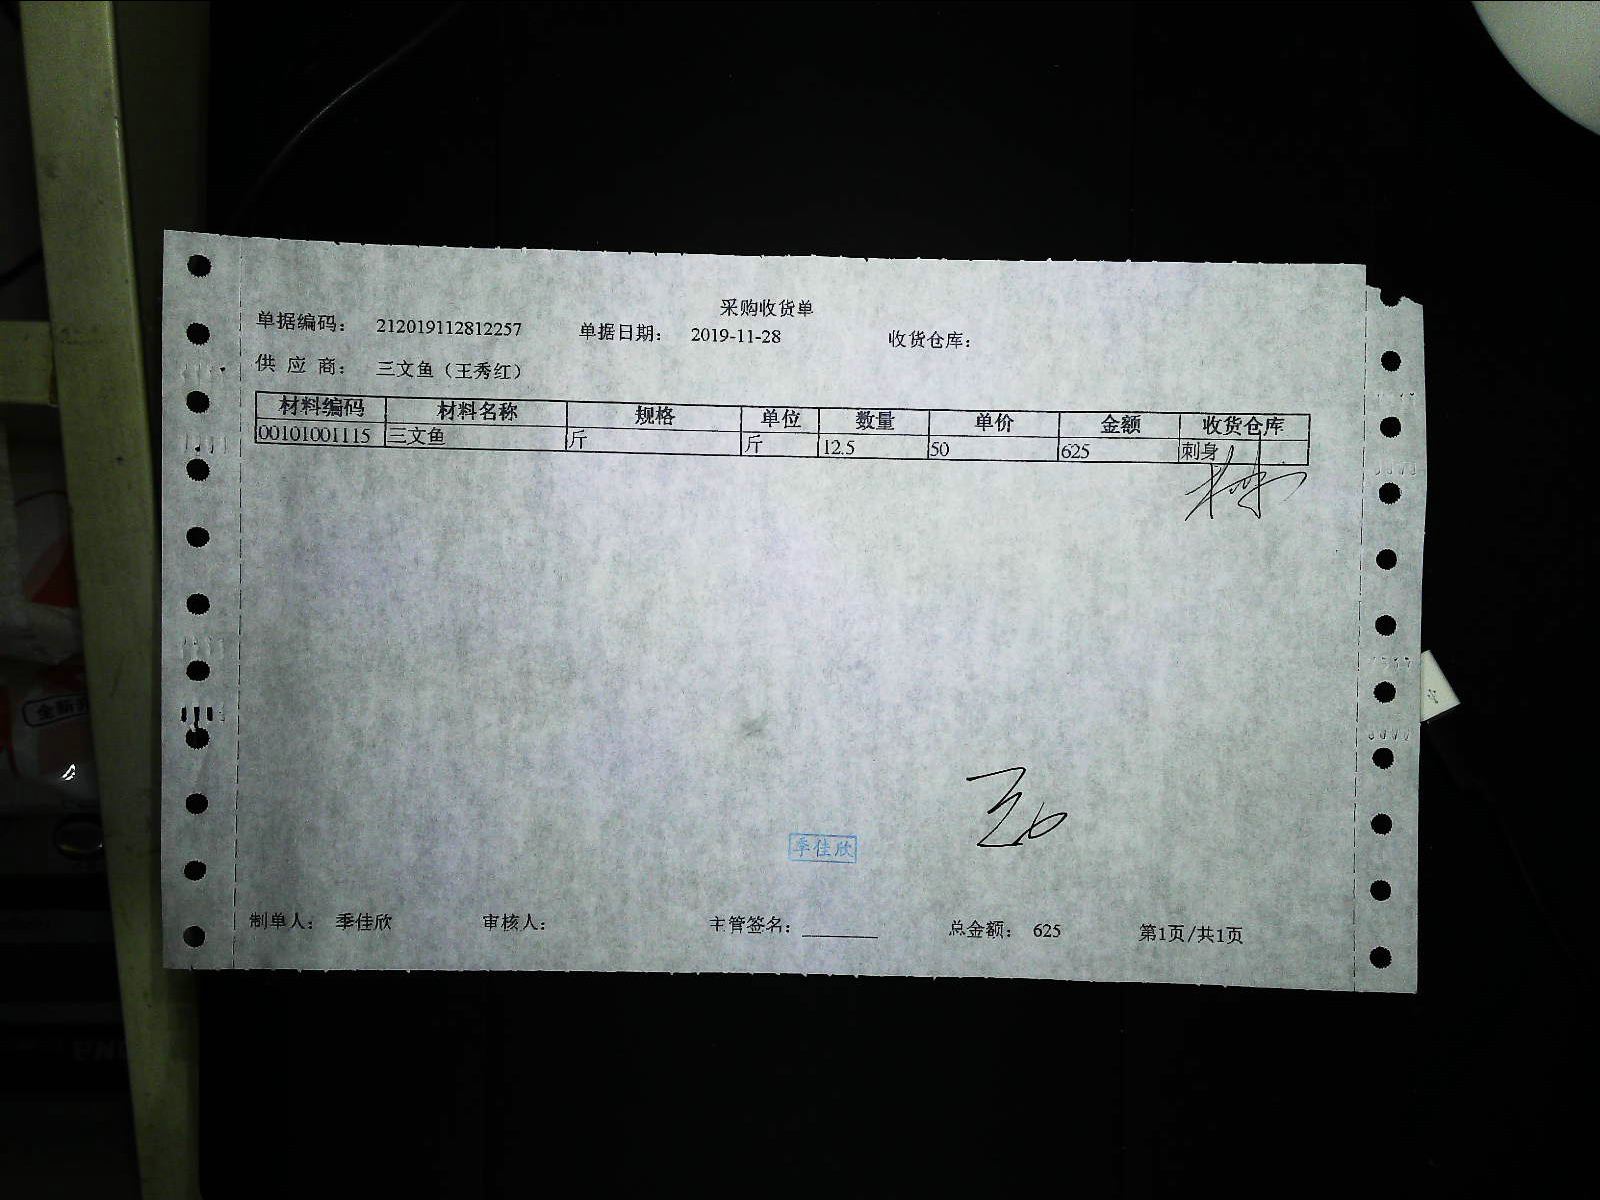 采购收货单
单据编码： 212019112812257 单据日期： 2019-11-28 收货仓库：
供 应 商： 三文鱼（王秀红）
材料编码 材料名称 规格 单位 数量 单价 金额 收货仓库
00101001115 三文鱼 斤 斤 12.5 50 625 刺身
季佳欣
制单人： 季佳欣 审核人： 主管签名： 总金额： 625 第1页/共1页